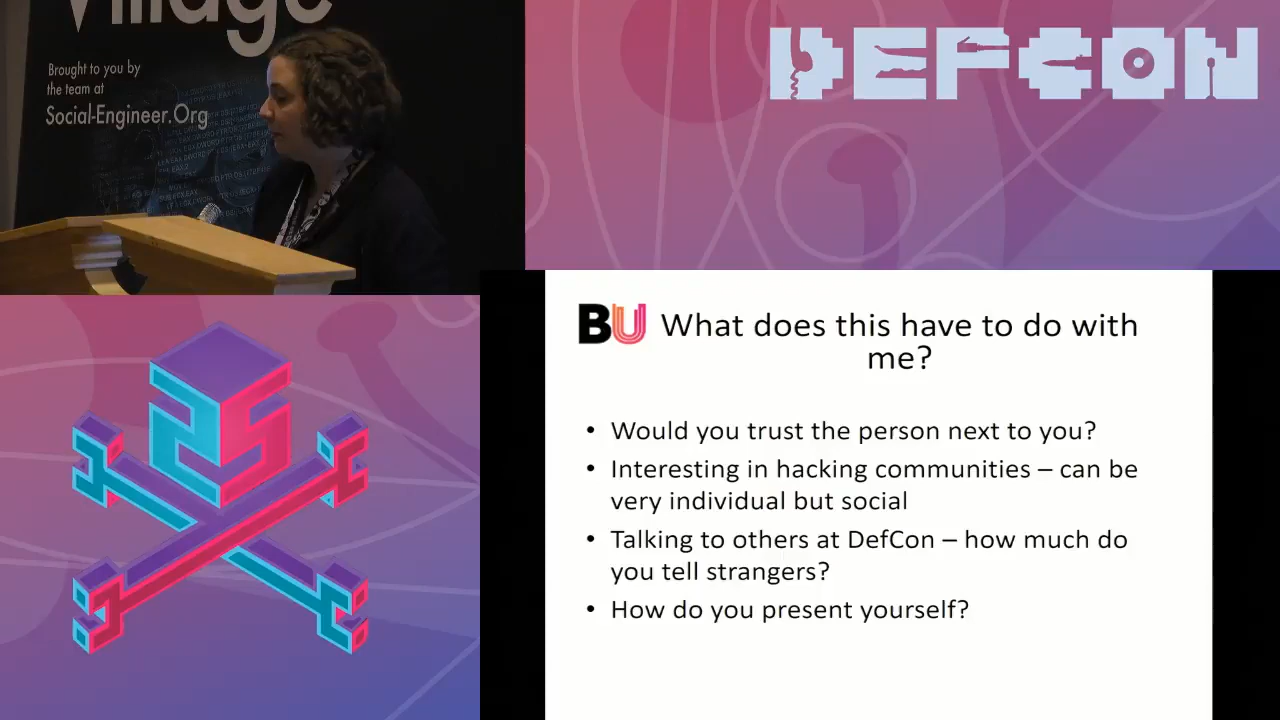 Village
Brought to you by
the team at
Social-Engineer.Org
DEFCON
BU
What does this have to do with
me?
• Would you trust the person next to you?
• Interesting in hacking communities – can be
very individual but social
• Talking to others at DefCon – how much do
you tell strangers?
• How do you present yourself?